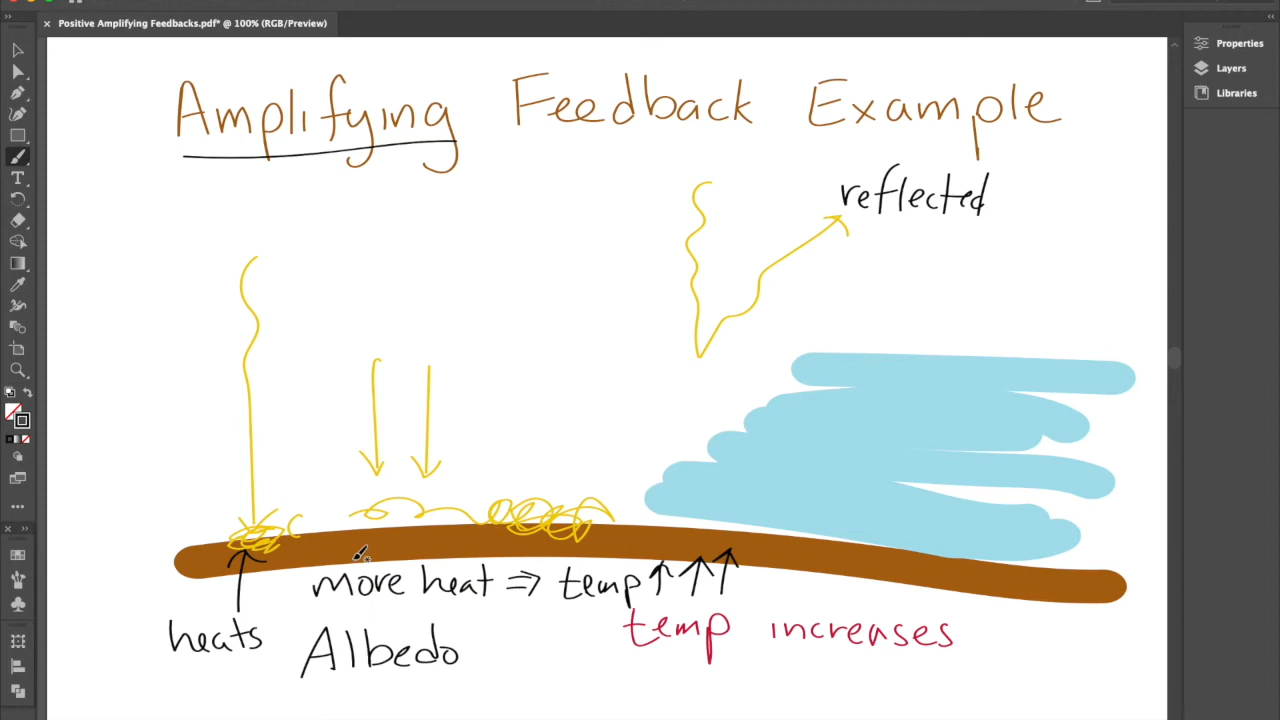 Positive Amplifying Feedbacks.pdf* @ 100% (RGB/Preview)
Properties
Layers
Libraries
Amplifying Feedback Example
reflected
more heat ⇒ temp ↑ ↑ ↑
heats
Albedo
temp increases